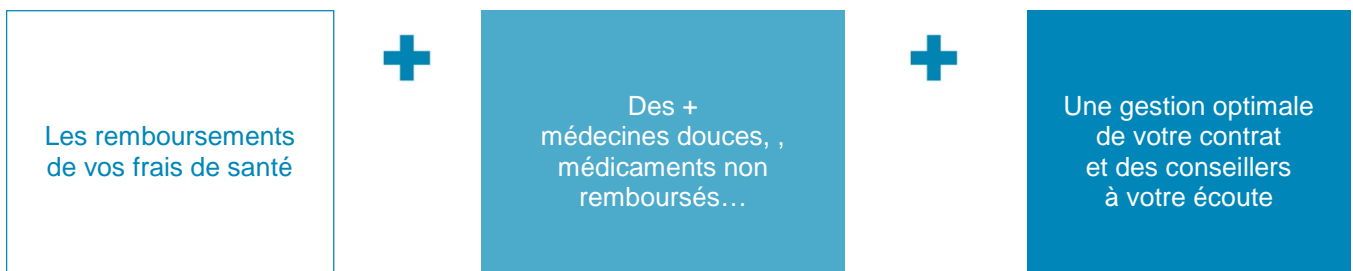 Les remboursements
de vos frais de santé
Des +
médecines douces, ,
médicaments non
remboursés…
Une gestion optimale
de votre contrat
et des conseillers
à votre écoute